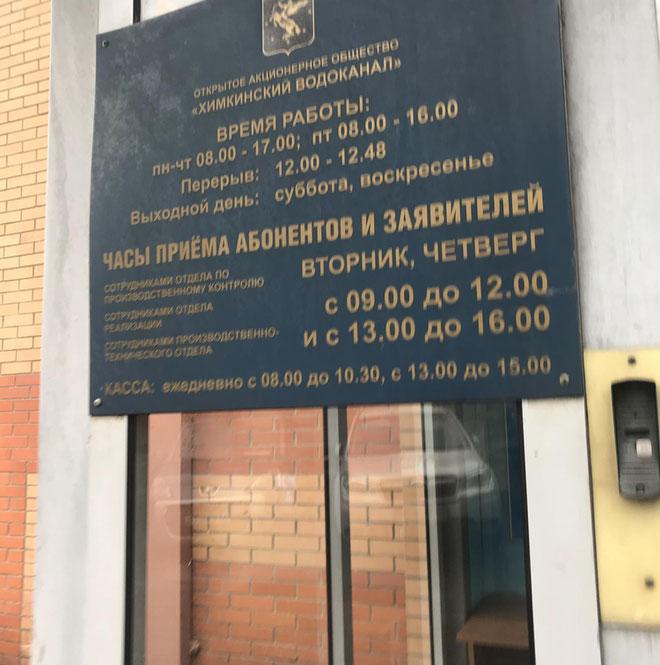 ОТКРЫТОЕ АКЦИОНЕРНОЕ ОБЩЕСТВО
«ХИМКИНСКИЙ ВОДОКАНАЛ»
ВРЕМЯ РАБОТЫ:
пн-чт 08.00 - 17.00; пт 08.00 - 16.00
Перерыв: 12.00 - 12.48
Выходной день: суббота, воскресенье
ЧАСЫ ПРИЁМА АБОНЕНТОВ И ЗАЯВИТЕЛЕЙ
СОТРУДНИКАМИ ОТДЕЛА ПО
ПРОИЗВОДСТВЕННОМУ КОНТРОЛЮ
СОТРУДНИКАМИ ОТДЕЛА
РЕАЛИЗАЦИИ
СОТРУДНИКАМИ ПРОИЗВОДСТВЕННО-
ТЕХНИЧЕСКОГО ОТДЕЛА
ВТОРНИК, ЧЕТВЕРГ
с 09.00 до 12.00
и с 13.00 до 16.00
КАССА: ежедневно с 08.00 до 10.30, с 13.00 до 15.00